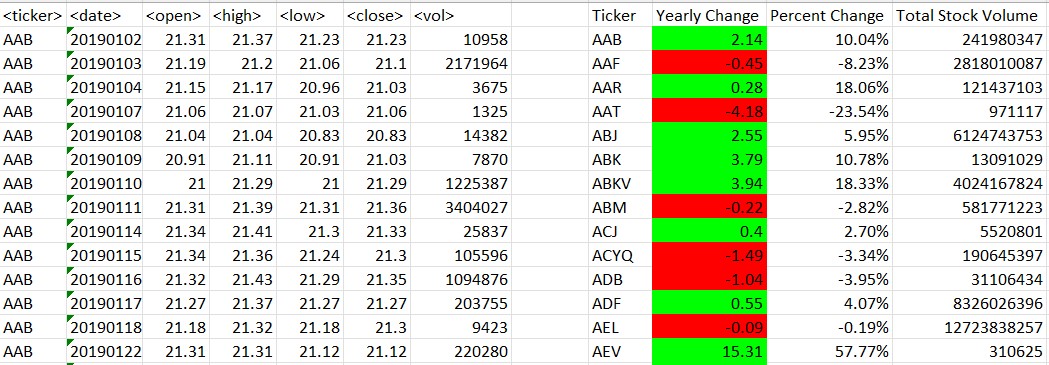 <ticker> <date> <open> <high> <low> <close> <vol> Ticker Yearly Change Percent Change Total Stock Volume
AAB 20190102 21.31 21.37 21.23 21.23 10958 AAB 2.14 10.04% 241980347
AAB 20190103 21.19 21.2 21.06 21.1 2171964 AAF -0.45 -8.23% 2818010087
AAB 20190104 21.15 21.17 20.96 21.03 3675 AAR 0.28 18.06% 121437103
AAB 20190107 21.06 21.07 21.03 21.06 1325 AAT -4.18 -23.54% 971117
AAB 20190108 21.04 21.04 20.83 20.83 14382 ABJ 2.55 5.95% 6124743753
AAB 20190109 20.91 21.11 20.91 21.03 7870 ABK 3.79 10.78% 13091029
AAB 20190110 21 21.29 21 21.29 1225387 ABKV 3.94 18.33% 4024167824
AAB 20190111 21.31 21.39 21.31 21.36 3404027 ABM -0.22 -2.82% 581771223
AAB 20190114 21.34 21.41 21.3 21.33 25837 ACJ 0.4 2.70% 5520801
AAB 20190115 21.34 21.36 21.24 21.3 105596 ACYQ -1.49 -3.34% 190645397
AAB 20190116 21.32 21.43 21.29 21.35 1094876 ADB -1.04 -3.95% 31106434
AAB 20190117 21.27 21.37 21.27 21.27 203755 ADF 0.55 4.07% 8326026396
AAB 20190118 21.18 21.32 21.18 21.3 9423 AEL -0.09 -0.19% 12723838257
AAB 20190122 21.31 21.31 21.12 21.12 220280 AEV 15.31 57.77% 310625